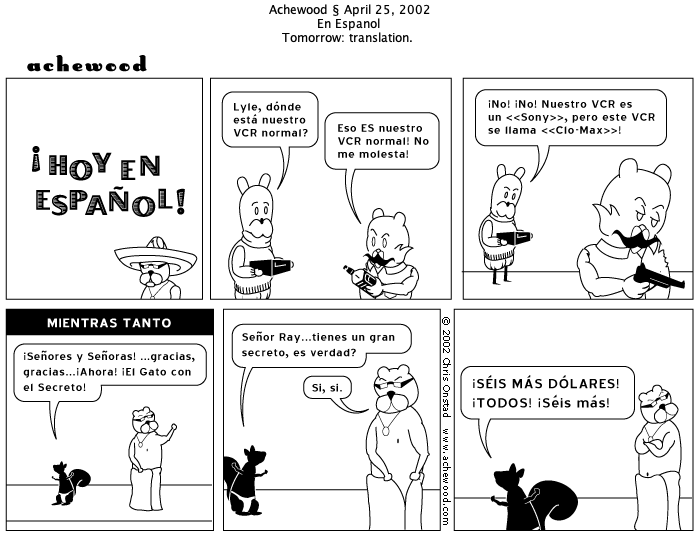 Achewood § April 25, 2002
En Espanol
Tomorrow: translation.
achewood
¡HOY EN
ESPAÑOL!
Lyle, dónde
está nuestro
VCR normal?
Eso ES nuestro
VCR normal! No
me molesta!
¡No! ¡No! Nuestro VCR es
un <<Sony>>, pero este VCR
se llama <<Clo-Max>>!
MIENTRAS TANTO
¡Señores y Señoras! ...gracias,
gracias...¡Ahora! ¡El Gato con
el Secreto!
Señor Ray...tienes un gran
secreto, es verdad?
Si, si.
© 2002 Chris Onstad www.achewood.com
¡SÉIS MÁS DÓLARES!
¡TODOS! ¡Séis más!